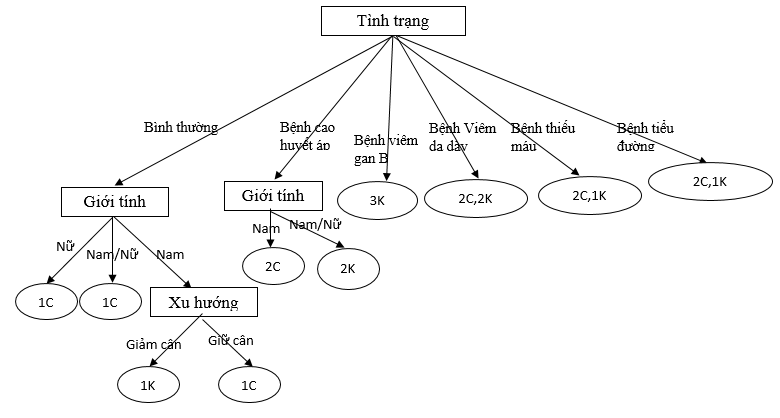 Tình trạng
Bình thường
Bệnh cao
huyết áp
Bệnh viêm
gan B
Bệnh Viêm
da dày
Bệnh thiếu
máu
Bệnh tiểu
đường
Giới tính
Giới tính
3K
2C,2K
2C,1K
2C,1K
Nữ
Nam/Nữ
Nam
Nam
Nam/Nữ
1C
1C
Xu hướng
2C
2K
Giảm cân
Giữ cân
1K
1C